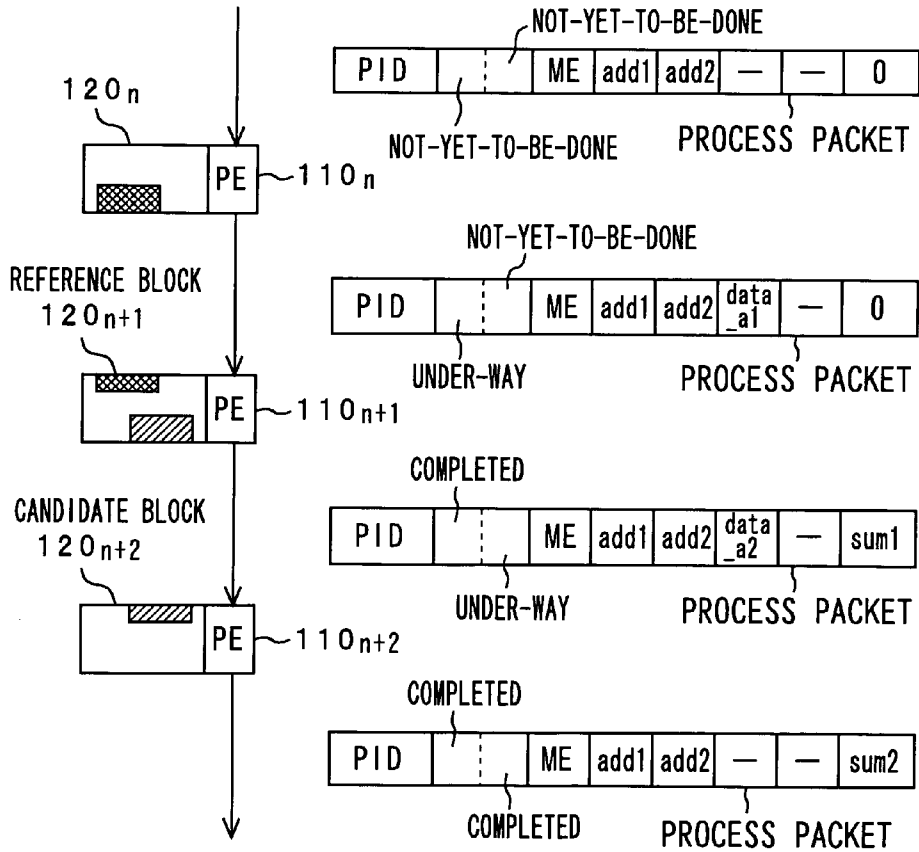 NOT-YET-TO-BE-DONE
PID ME add1 add2 — — 0
NOT-YET-TO-BE-DONE
PROCESS PACKET
120n
PE
110n
NOT-YET-TO-BE-DONE
PID ME add1 add2 data_a1 — 0
UNDER-WAY
PROCESS PACKET
REFERENCE BLOCK
120n+1
PE
110n+1
COMPLETED
PID ME add1 add2 data_a2 — sum1
UNDER-WAY
PROCESS PACKET
CANDIDATE BLOCK
120n+2
PE
110n+2
COMPLETED
PID ME add1 add2 — — sum2
COMPLETED
PROCESS PACKET